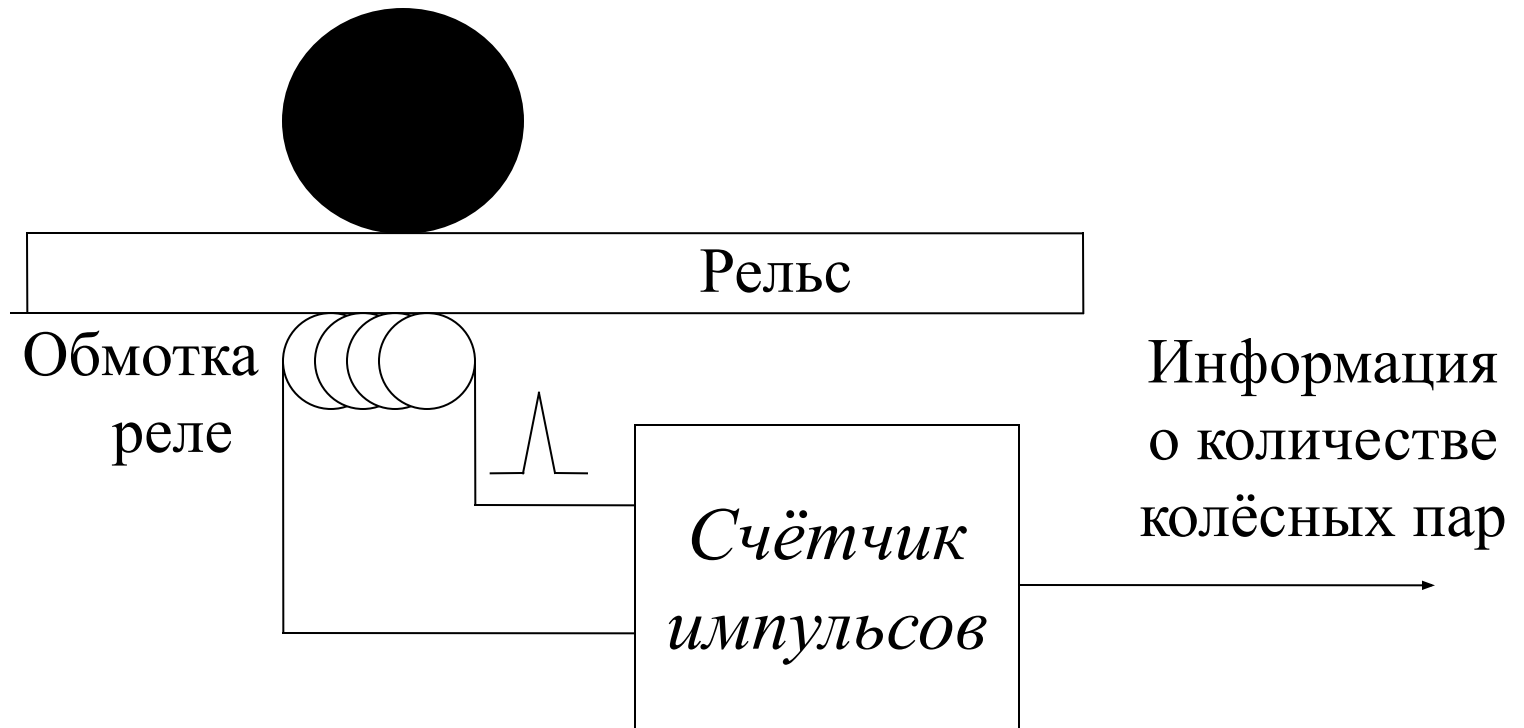 Рельс
Обмотка
реле
Информация
о количестве
колёсных пар
Счётчик
импульсов